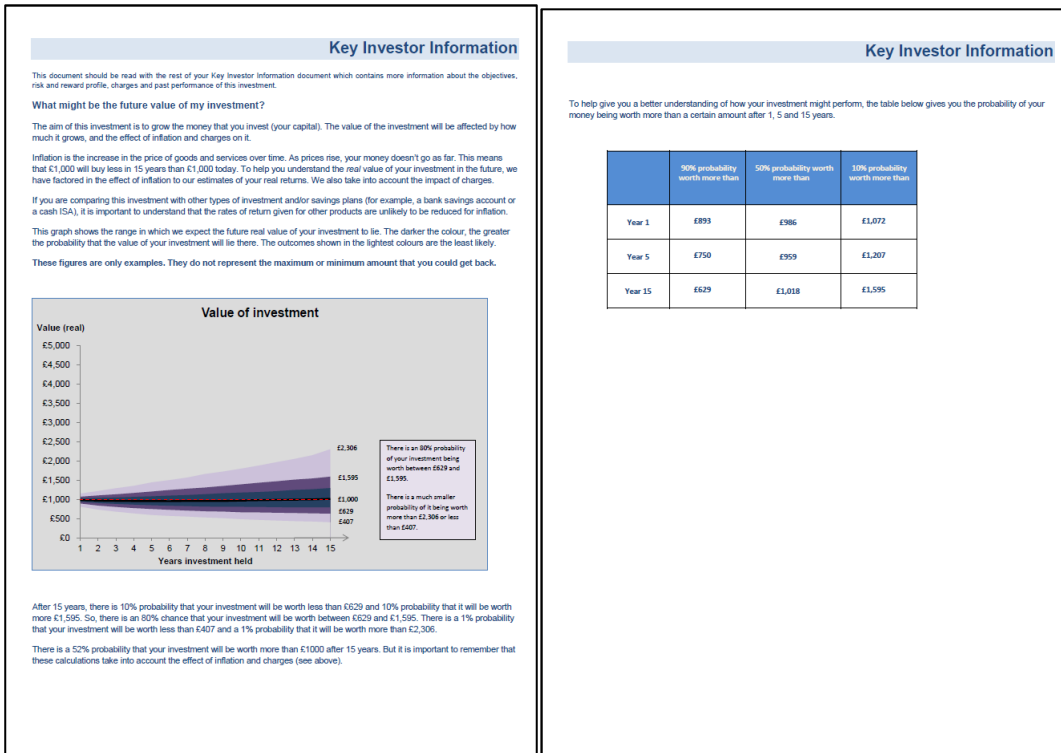 Key Investor Information
This document should be read with the rest of your Key Investor Information document which contains more information about the objectives,
risk and reward profile, charges and past performance of this investment.
What might be the future value of my investment?
The aim of this investment is to grow the money that you invest (your capital). The value of the investment will be affected by how
much it grows, and the effect of inflation and charges on it.
Inflation is the increase in the price of goods and services over time. As prices rise, your money doesn't go as far. This means
that £1,000 will buy less in 15 years than £1,000 today. To help you understand the real value of your investment in the future, we
have factored in the effect of inflation to our estimates of your real returns. We also take into account the impact of charges.
If you are comparing this investment with other types of investment and/or savings plans (for example, a bank savings account or
a cash ISA), it is important to understand that the rates of return given for other products are unlikely to be reduced for inflation.
This graph shows the range in which we expect the future real value of your investment to lie. The darker the colour, the greater
the probability that the value of your investment will lie there. The outcomes shown in the lightest colours are the least likely.
These figures are only examples. They do not represent the maximum or minimum amount that you could get back.
Value of investment
Value (real)
£5,000
£4,500
£4,000
£3,500
£3,000
£2,500
£2,000
£1,500
£1,000
£500
£0
1 2 3 4 5 6 7 8 9 10 11 12 13 14 15
Years investment held
£2,306
£1,595
£1,000
£629
£407
There is an 80% probability
of your investment being
worth between £629 and
£1,595.
There is a much smaller
probability of it being worth
more than £2,306 or less
than £407.
After 15 years, there is 10% probability that your investment will be worth less than £629 and 10% probability that it will be worth
more £1,595. So, there is an 80% chance that your investment will be worth between £629 and £1,595. There is a 1% probability
that your investment will be worth less than £407 and a 1% probability that it will be worth more than £2,306.
There is a 52% probability that your investment will be worth more than £1000 after 15 years. But it is important to remember that
these calculations take into account the effect of inflation and charges (see above).
Key Investor Information
To help give you a better understanding of how your investment might perform, the table below gives you the probability of your
money being worth more than a certain amount after 1, 5 and 15 years.
90% probability 50% probability worth 10% probability
worth more than more than worth more than
Year 1 £893 £986 £1,072
Year 5 £750 £959 £1,207
Year 15 £629 £1,018 £1,595